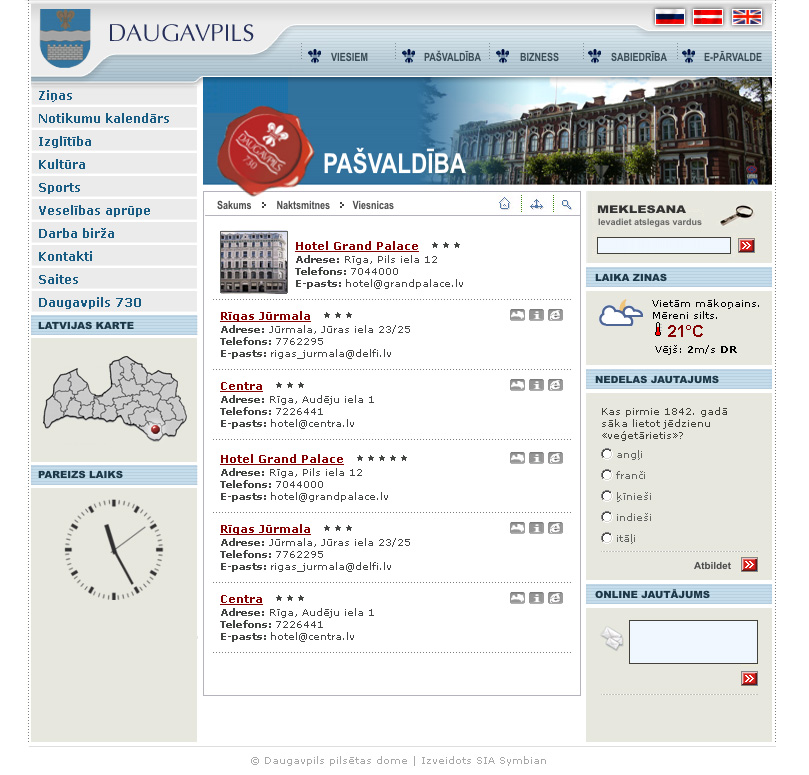 DAUGAVPILS
VIESIEM
PAŠVALDĪBA
BIZNESS
SABIEDRĪBA
E-PĀRVALDE
Ziņas
Notikumu kalendārs
Izglītība
Kultūra
Sports
Veselības aprūpe
Darba birža
Kontakti
Saites
Daugavpils 730
LATVIJAS KARTE
PAREIZS LAIKS
DAUGAVPILS
730
PAŠVALDĪBA
Sakums
Naktsmitnes
Viesnicas
Hotel Grand Palace ★ ★ ★
Adrese: Rīga, Pils iela 12
Telefons: 7044000
E-pasts: hotel@grandpalace.lv
Rīgas Jūrmala ★ ★ ★
Adrese: Jūrmala, Jūras iela 23/25
Telefons: 7762295
E-pasts: rigas_jurmala@delfi.lv
Centra ★ ★ ★
Adrese: Rīga, Audēju iela 1
Telefons: 7226441
E-pasts: hotel@centra.lv
Hotel Grand Palace ★ ★ ★ ★ ★
Adrese: Rīga, Pils iela 12
Telefons: 7044000
E-pasts: hotel@grandpalace.lv
Rīgas Jūrmala ★ ★ ★
Adrese: Jūrmala, Jūras iela 23/25
Telefons: 7762295
E-pasts: rigas_jurmala@delfi.lv
Centra ★ ★ ★
Adrese: Rīga, Audēju iela 1
Telefons: 7226441
E-pasts: hotel@centra.lv
MEKLESANA
Ievadiet atslegas vardus
LAIKA ZINAS
Vietām mākoņains.
Mēreni silts.
21°C
Vējš: 2m/s DR
NEDELAS JAUTAJUMS
Kas pirmie 1842. gadā
sāka lietot jēdzienu
«veģetārietis»?
angļi
franči
ķīnieši
indieši
itāļi
Atbildet
ONLINE JAUTĀJUMS
© Daugavpils pilsētas dome | Izveidots SIA Symbian